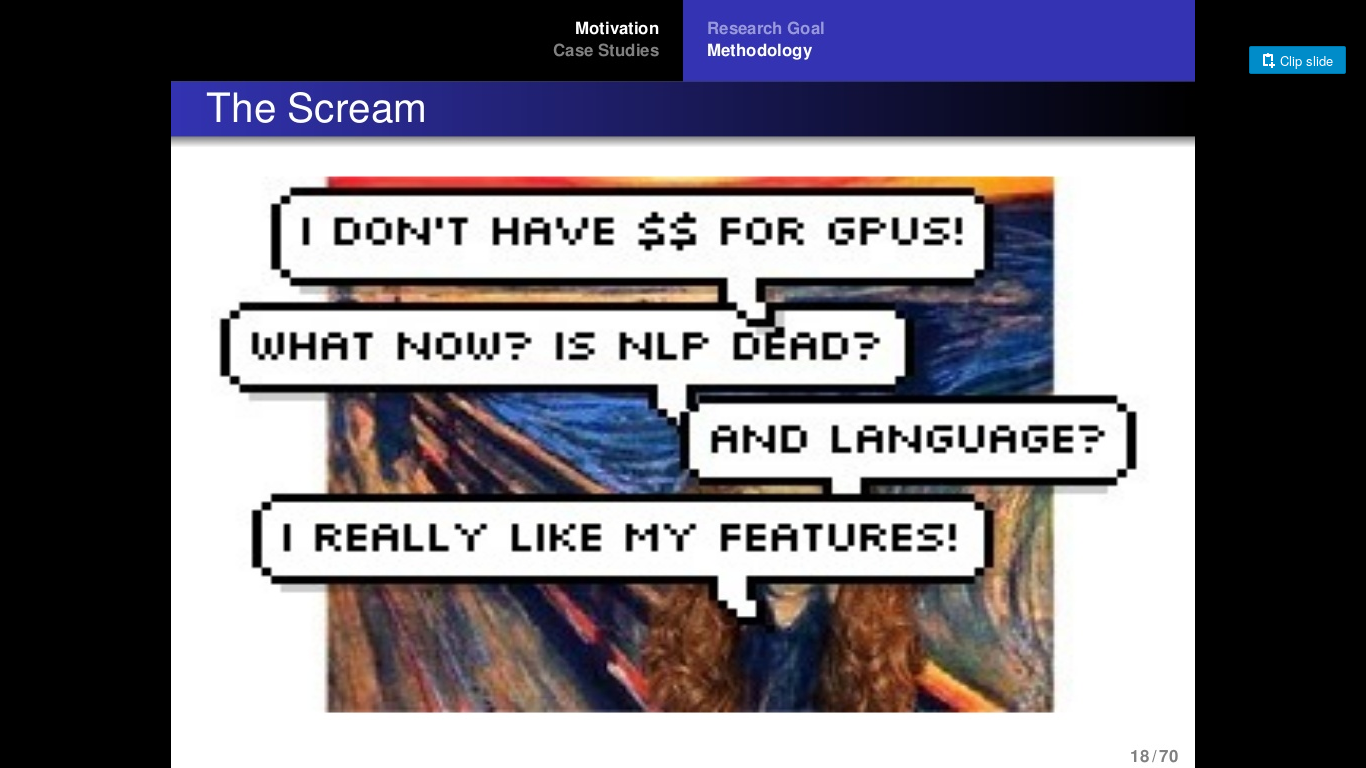 Motivation
Case Studies
Research Goal
Methodology
Clip slide
The Scream
I DON'T HAVE $$ FOR GPUS!
WHAT NOW? IS NLP DEAD?
AND LANGUAGE?
I REALLY LIKE MY FEATURES!
18/70